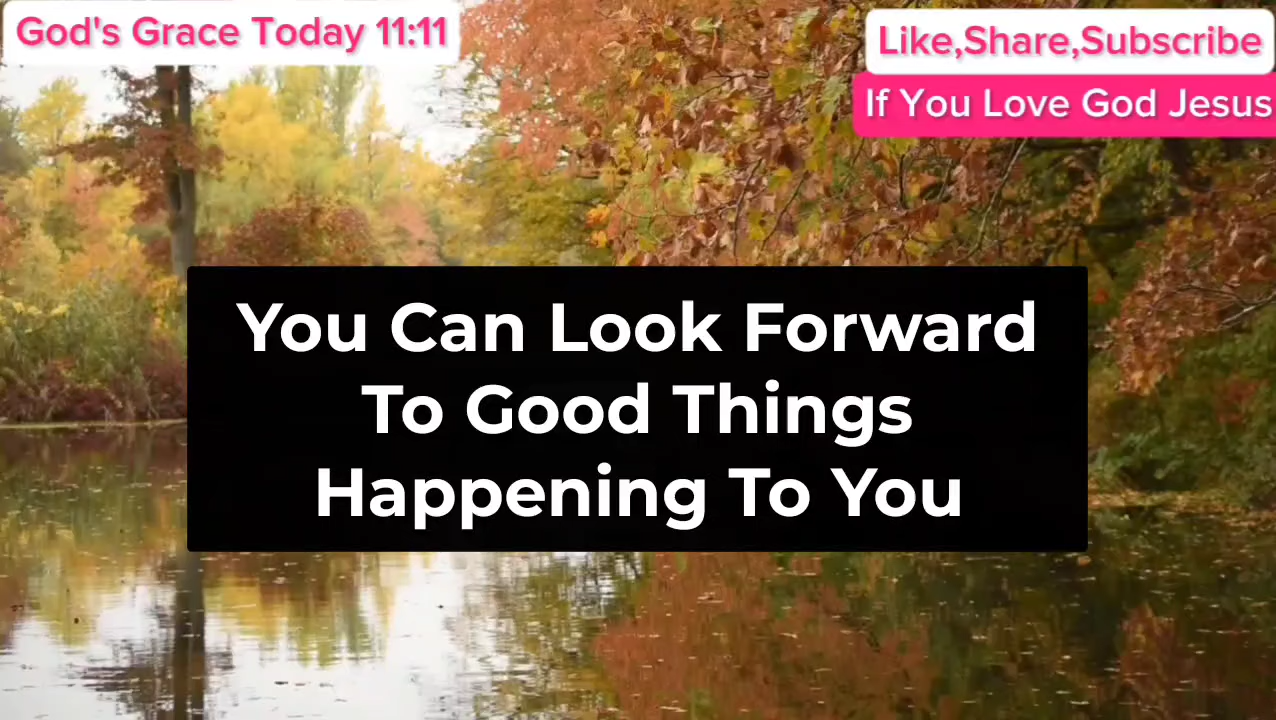 God's Grace Today 11:11
Like,Share,Subscribe
If You Love God Jesus
You Can Look Forward
To Good Things
Happening To You